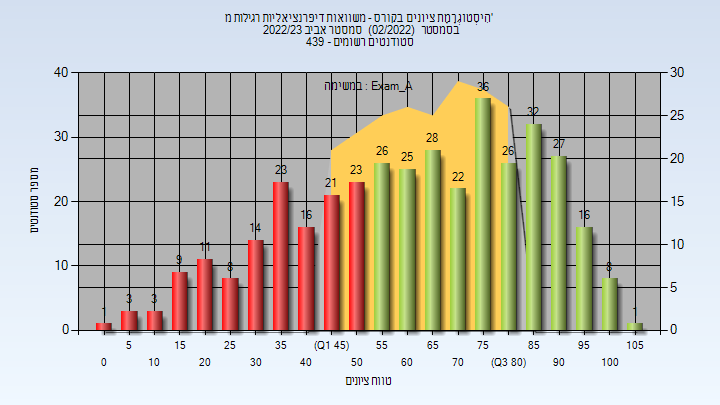 הִיסְטוֹגְרַמַת ציונים בקורס - משוואות דיפרנציאליות רגילות מ'
בסמסטר (02/2022) סמסטר אביב 2022/23
סטודנטים רשומים - 439
במשימה : Exam_A
מספר סטודנטים
40
30
20
10
0
30
25
20
15
10
5
0
1 3 3 9 11 8 14 23 16 21 23 26 25 28 22 36 26 32 27 16 8 1
5 15 25 35 (Q1 45) 55 65 75 85 95 105
0 10 20 30 40 50 60 70 (Q3 80) 90 100
טווח ציונים